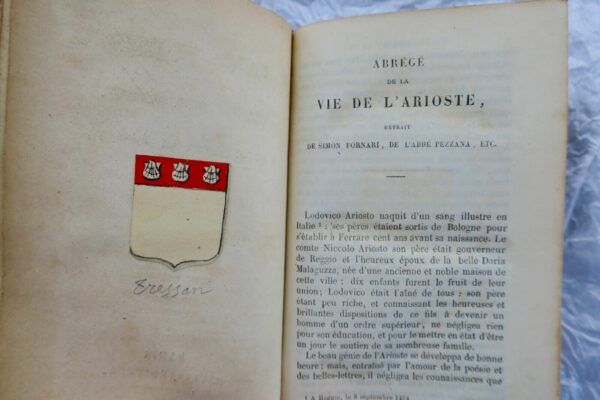 Bressan
ABRÉGÉ
DE LA
VIE DE L'ARIOSTE,
EXTRAIT
DE SIMON FORNARI, DE L'ABBÉ PEZZANA, ETC.
Lodovico Ariosto naquit d'un sang illustre en
Italie ¹ : ses pères étaient sortis de Bologne pour
s'établir à Ferrare cent ans avant sa naissance. Le
comte Niccolo Ariosto son père était gouverneur
de Reggio et l'heureux époux de la belle Daria
Malaguzza, née d'une ancienne et noble maison de
cette ville ; dix enfans furent le fruit de leur
union; Lodovico était l'aîné de tous : son père
étant peu riche, et connaissant les heureuses et
brillantes dispositions de ce fils à devenir un
homme d'un ordre supérieur, ne négligea rien
pour son éducation, et pour le mettre en état d'être
un jour le soutien de sa nombreuse famille.
Le beau génie de l'Arioste se développa de bonne
heure ; mais, entraîné par l'amour de la poésie et
des belles-lettres, il négligea les connaissances que
¹ A Reggio, le 8 septembre 1474